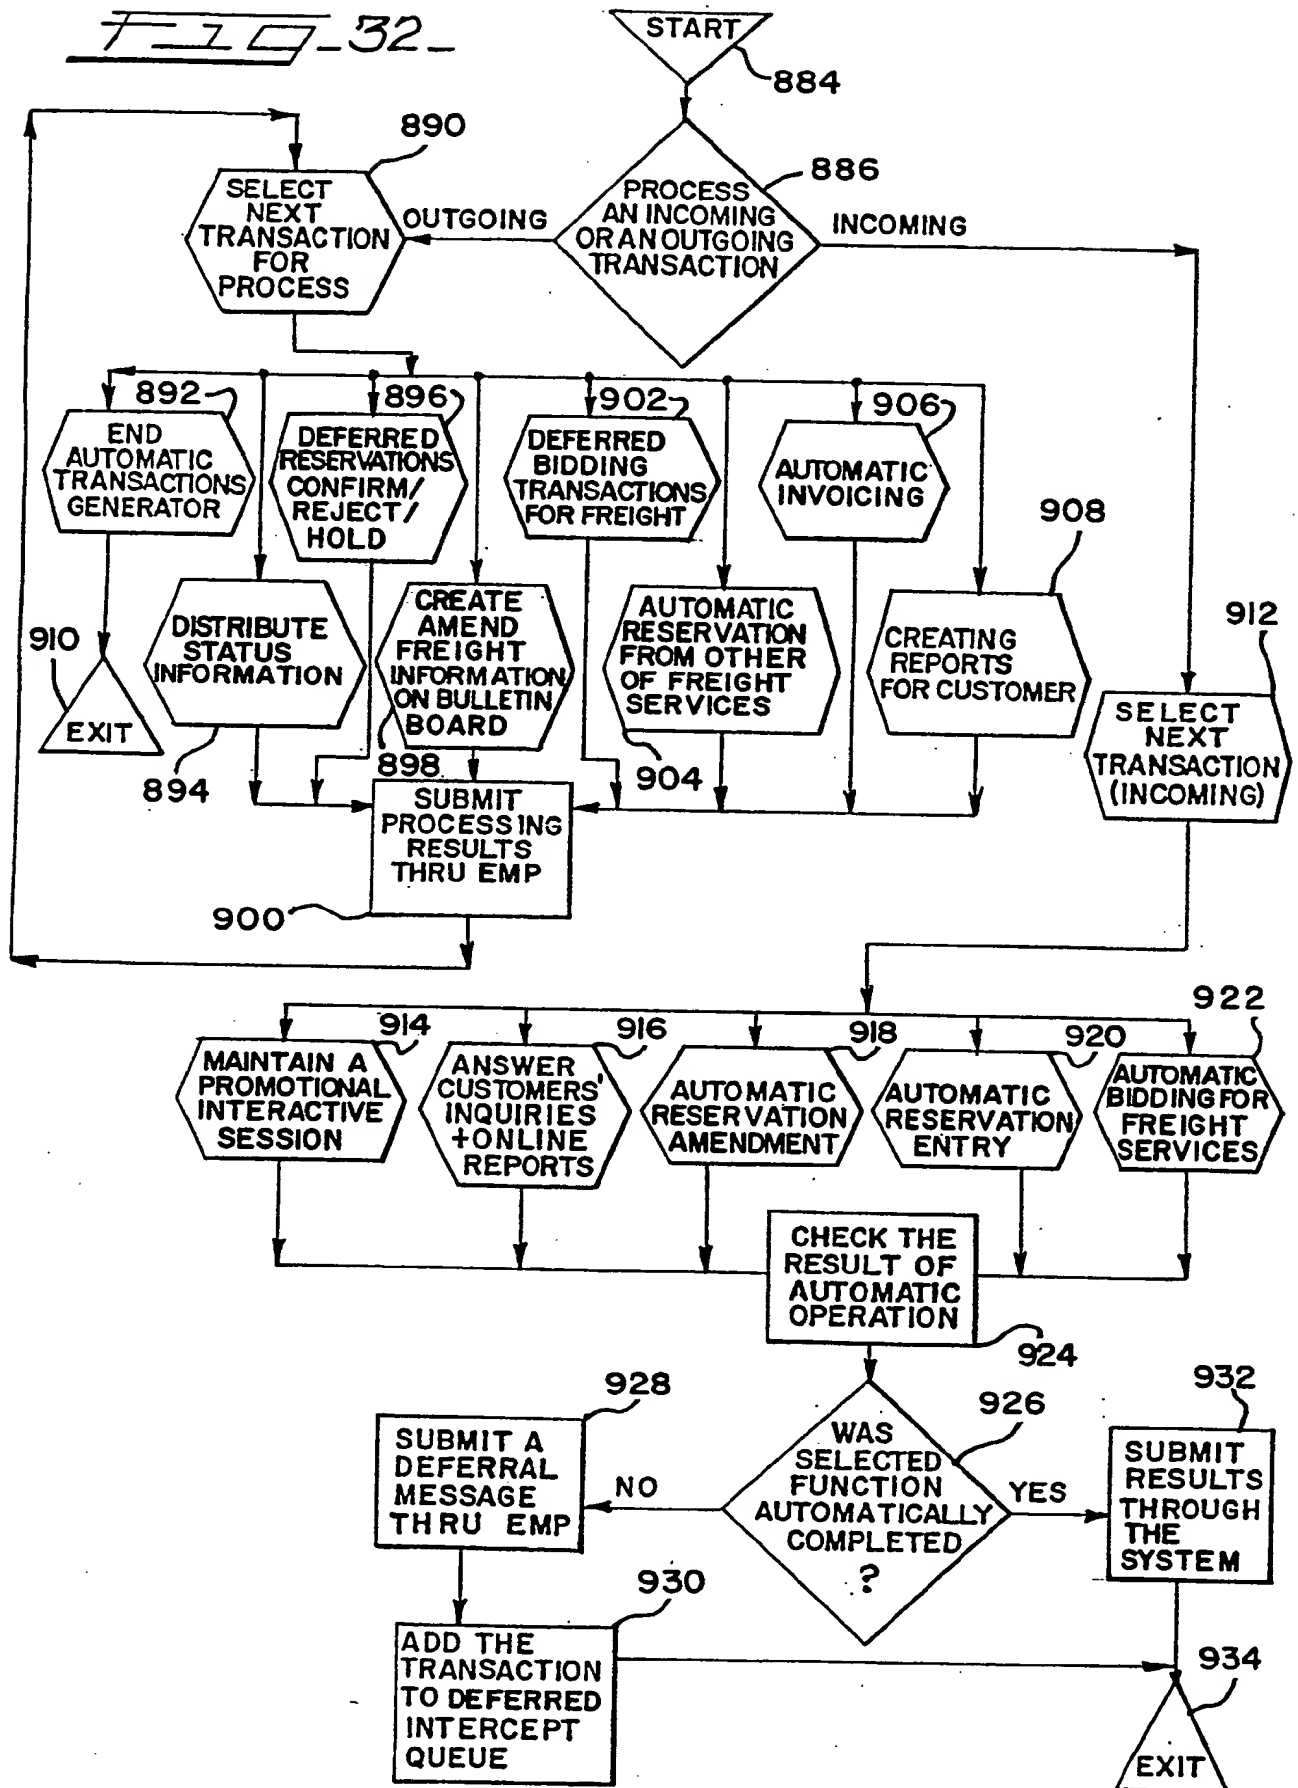 FIG-32-
START
884
886
PROCESS
AN INCOMING
OR AN OUTGOING
TRANSACTION
OUTGOING
INCOMING
890
SELECT
NEXT
TRANSACTION
FOR
PROCESS
892
END
AUTOMATIC
TRANSACTIONS
GENERATOR
896
DEFERRED
RESERVATIONS
CONFIRM/
REJECT/
HOLD
902
DEFERRED
BIDDING
TRANSACTIONS
FOR FREIGHT
906
AUTOMATIC
INVOICING
908
910
EXIT
DISTRIBUTE
STATUS
INFORMATION
894
CREATE
AMEND
FREIGHT
INFORMATION
ON BULLETIN
BOARD
898
AUTOMATIC
RESERVATION
FROM OTHER
OF FREIGHT
SERVICES
904
CREATING
REPORTS
FOR CUSTOMER
912
SELECT
NEXT
TRANSACTION
(INCOMING)
SUBMIT
PROCESSING
RESULTS
THRU EMP
900
914
MAINTAIN A
PROMOTIONAL
INTERACTIVE
SESSION
916
ANSWER
CUSTOMERS'
INQUIRIES
+ONLINE
REPORTS
918
AUTOMATIC
RESERVATION
AMENDMENT
920
AUTOMATIC
RESERVATION
ENTRY
922
AUTOMATIC
BIDDING FOR
FREIGHT
SERVICES
CHECK THE
RESULT OF
AUTOMATIC
OPERATION
924
926
WAS
SELECTED
FUNCTION
AUTOMATICALLY
COMPLETED
?
NO
YES
928
SUBMIT A
DEFERRAL
MESSAGE
THRU EMP
932
SUBMIT
RESULTS
THROUGH
THE
SYSTEM
930
ADD THE
TRANSACTION
TO DEFERRED
INTERCEPT
QUEUE
934
EXIT